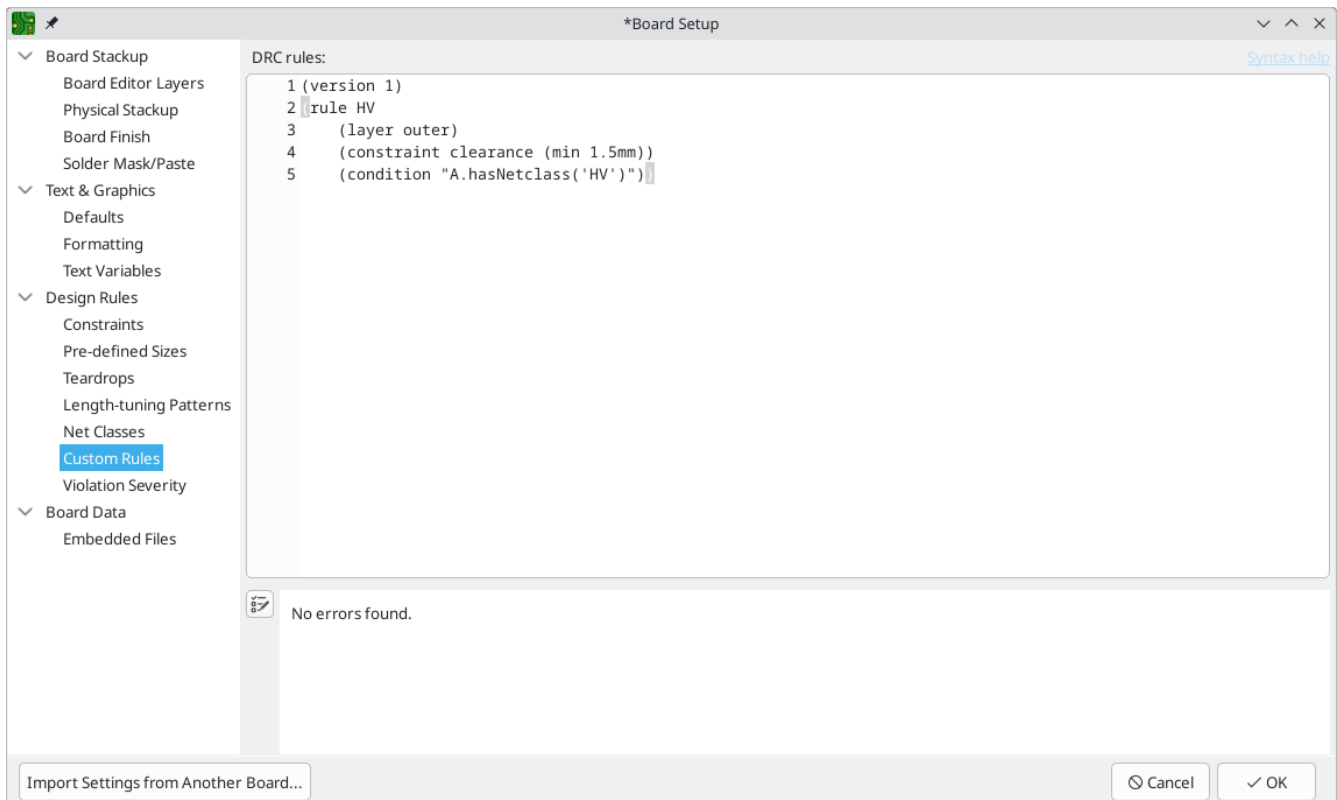 *Board Setup
Board Stackup
Board Editor Layers
Physical Stackup
Board Finish
Solder Mask/Paste
Text & Graphics
Defaults
Formatting
Text Variables
Design Rules
Constraints
Pre-defined Sizes
Teardrops
Length-tuning Patterns
Net Classes
Custom Rules
Violation Severity
Board Data
Embedded Files
DRC rules:
Syntax help
1 (version 1)
2 (rule HV
3     (layer outer)
4     (constraint clearance (min 1.5mm))
5     (condition "A.hasNetclass('HV')"))
No errors found.
Import Settings from Another Board...
Cancel
OK